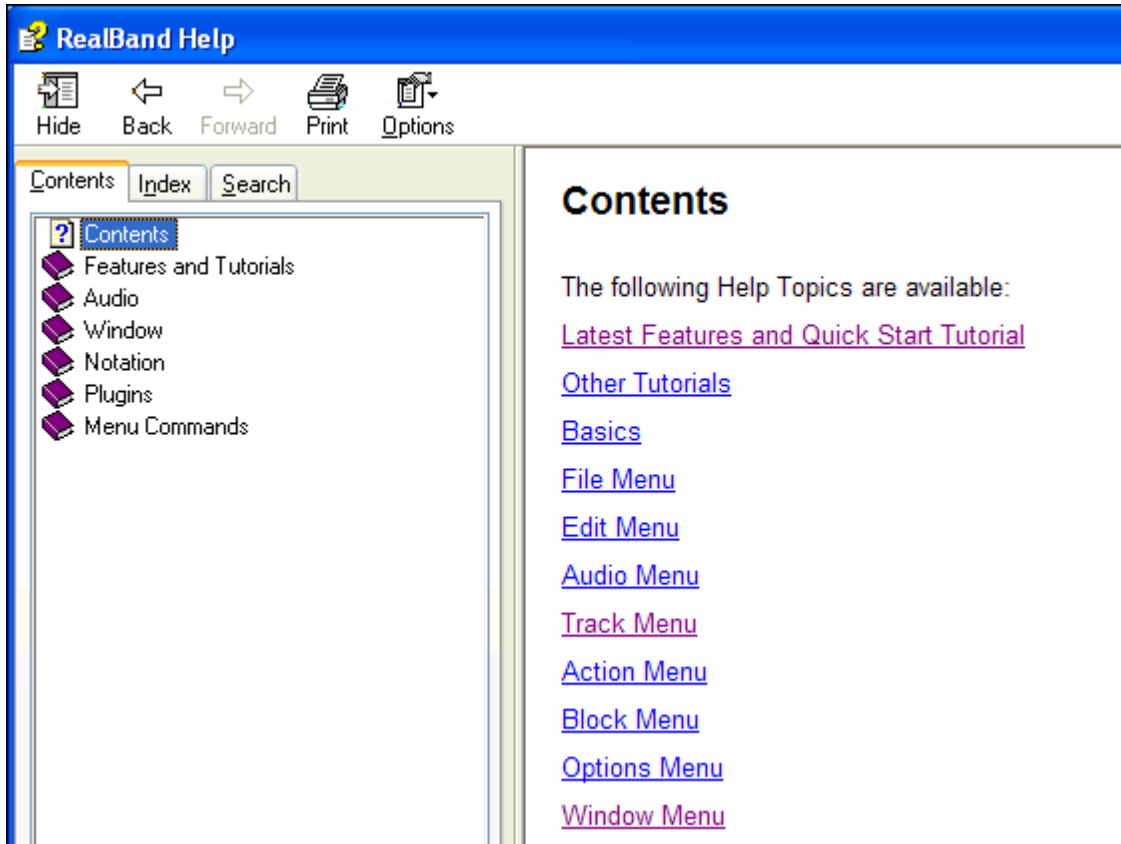 RealBand Help
Hide Back Forward Print Options
Contents Index Search
Contents
Features and Tutorials
Audio
Window
Notation
Plugins
Menu Commands
Contents
The following Help Topics are available:
Latest Features and Quick Start Tutorial
Other Tutorials
Basics
File Menu
Edit Menu
Audio Menu
Track Menu
Action Menu
Block Menu
Options Menu
Window Menu